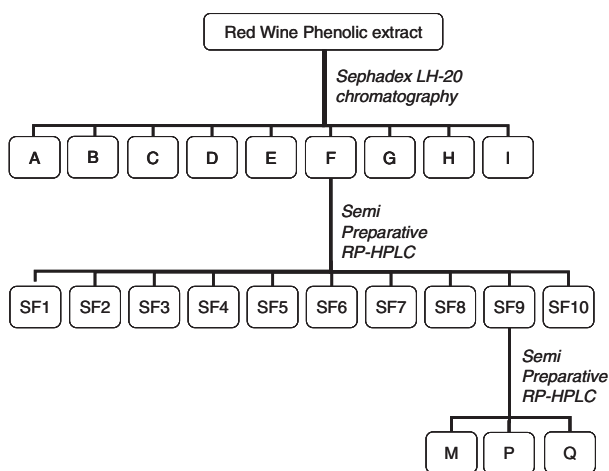 Red Wine Phenolic extract
Sephadex LH-20
chromatography
A B C D E F G H I
Semi
Preparative
RP-HPLC
SF1 SF2 SF3 SF4 SF5 SF6 SF7 SF8 SF9 SF10
Semi
Preparative
RP-HPLC
M P Q